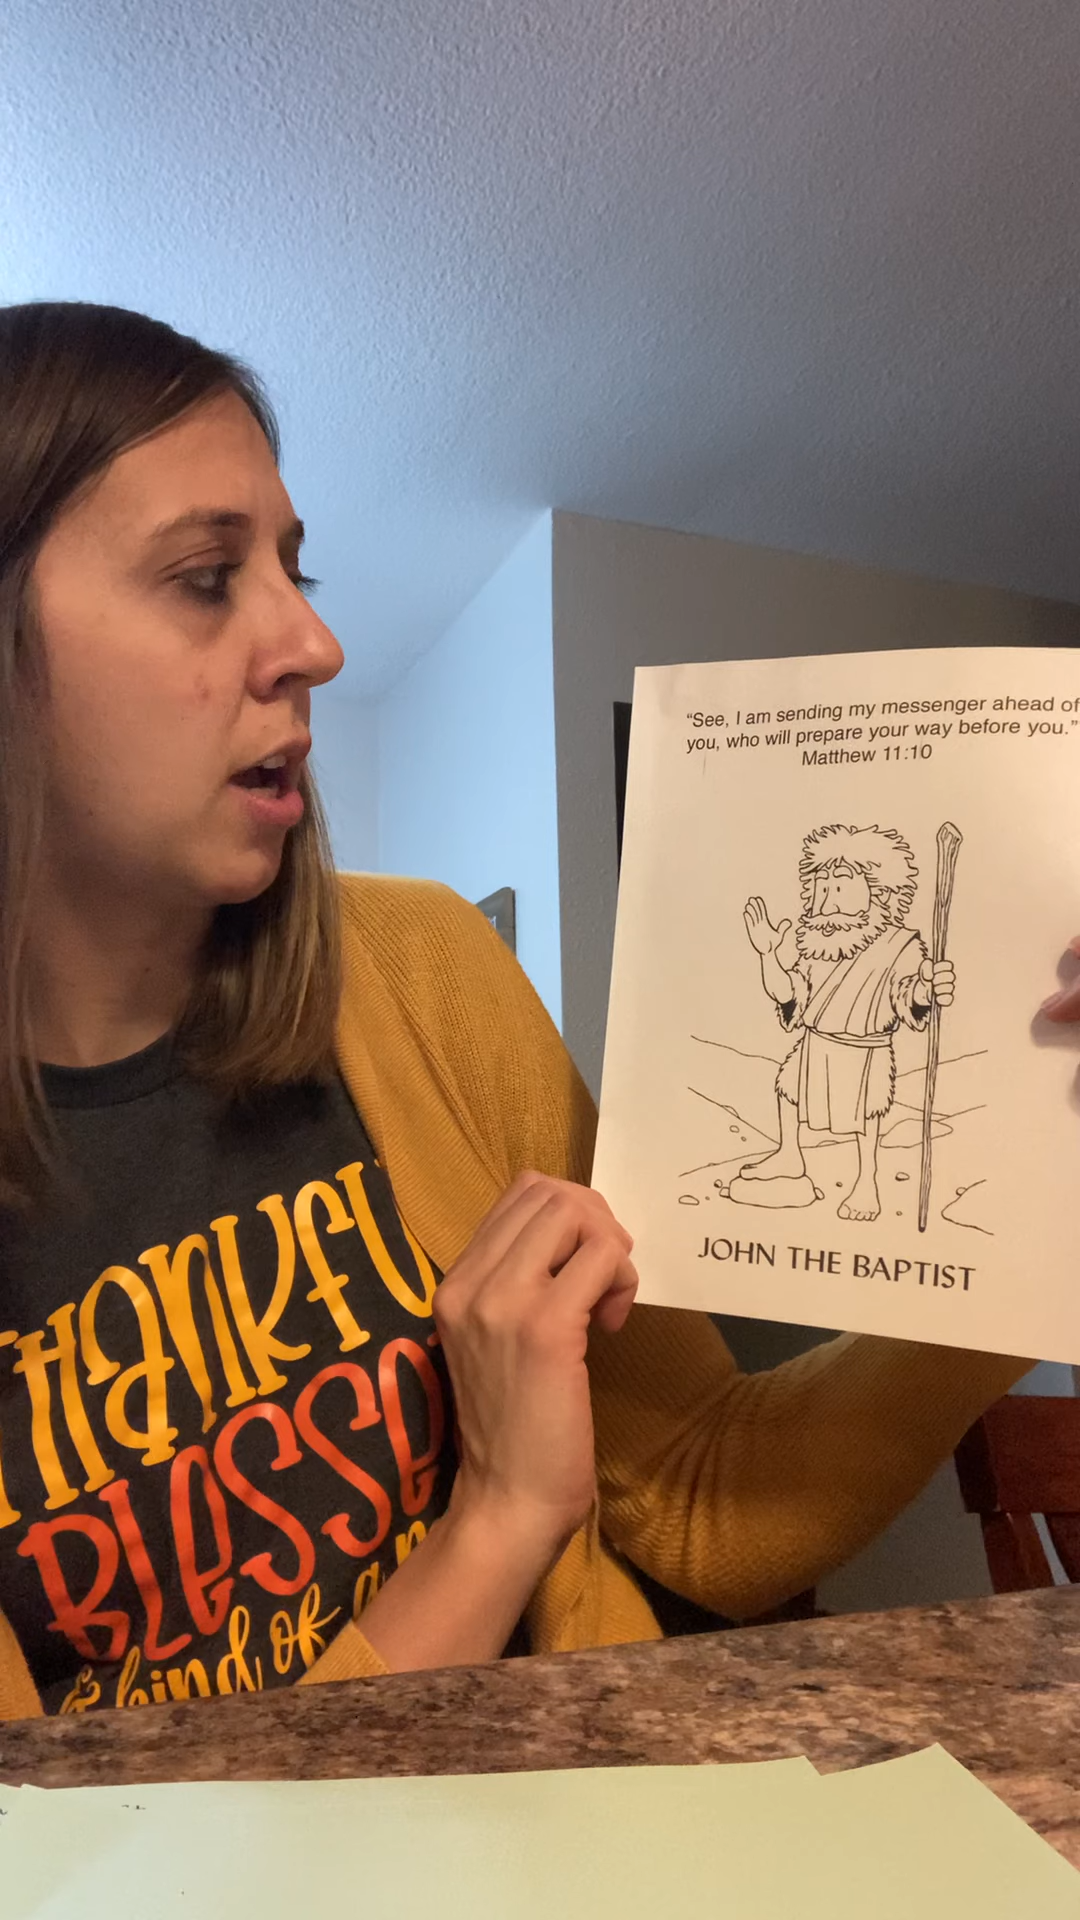 "See, I am sending my messenger ahead of
you, who will prepare your way before you."
Matthew 11:10
JOHN THE BAPTIST
THANKFU
BLESSE
& kind of a